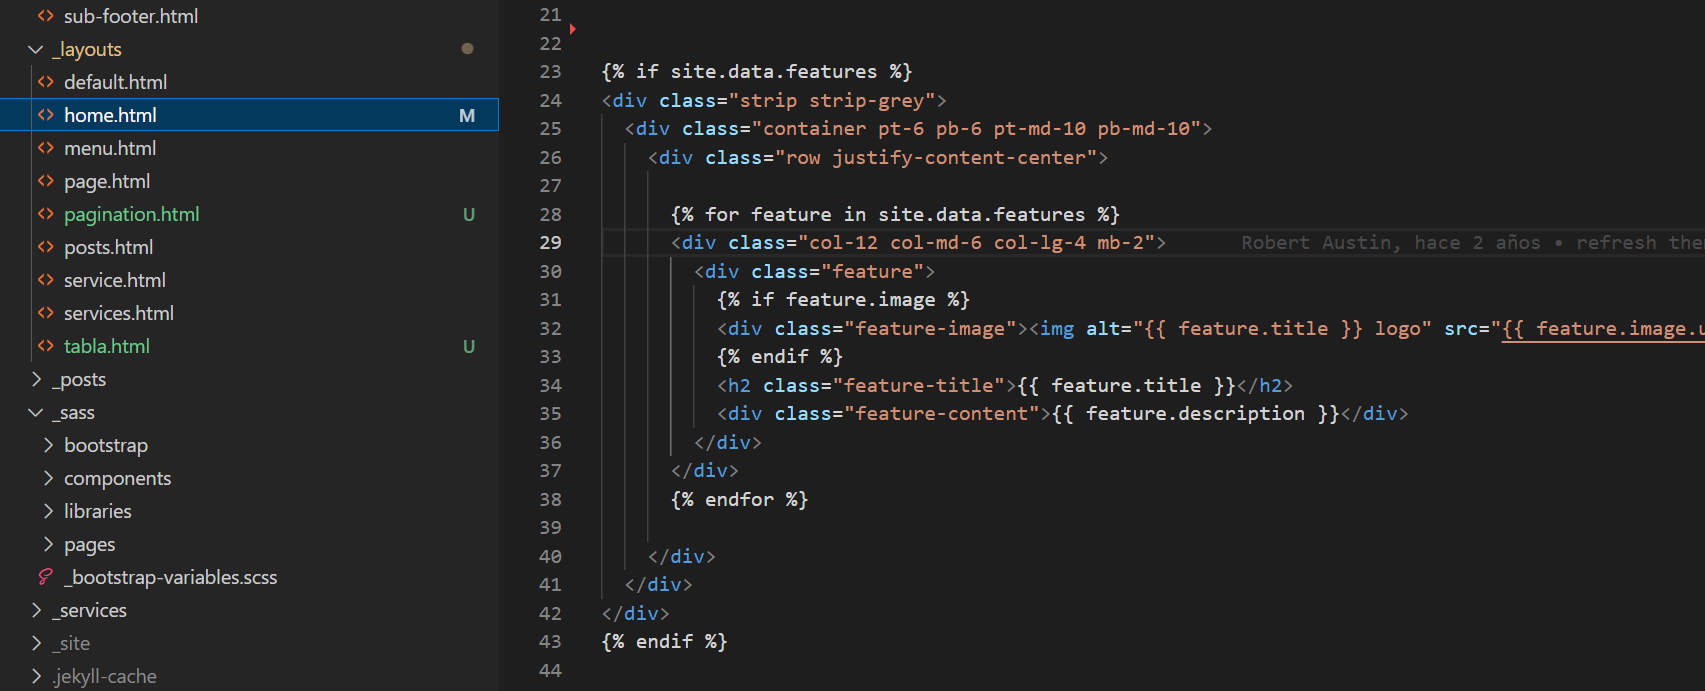 sub-footer.html
_layouts
default.html
home.html M
menu.html
page.html
pagination.html U
posts.html
service.html
services.html
tabla.html U
_posts
_sass
bootstrap
components
libraries
pages
_bootstrap-variables.scss
_services
_site
.jekyll-cache
21
22
23 {% if site.data.features %}
24 <div class="strip strip-grey">
25 <div class="container pt-6 pb-6 pt-md-10 pb-md-10">
26 <div class="row justify-content-center">
27
28 {% for feature in site.data.features %}
29 <div class="col-12 col-md-6 col-lg-4 mb-2"> Robert Austin, hace 2 años • refresh
30 <div class="feature">
31 {% if feature.image %}
32 <div class="feature-image"><img alt="{{ feature.title }} logo" src="{{ feature.image.
33 {% endif %}
34 <h2 class="feature-title">{{ feature.title }}</h2>
35 <div class="feature-content">{{ feature.description }}</div>
36 </div>
37 </div>
38 {% endfor %}
39
40 </div>
41 </div>
42 </div>
43 {% endif %}
44